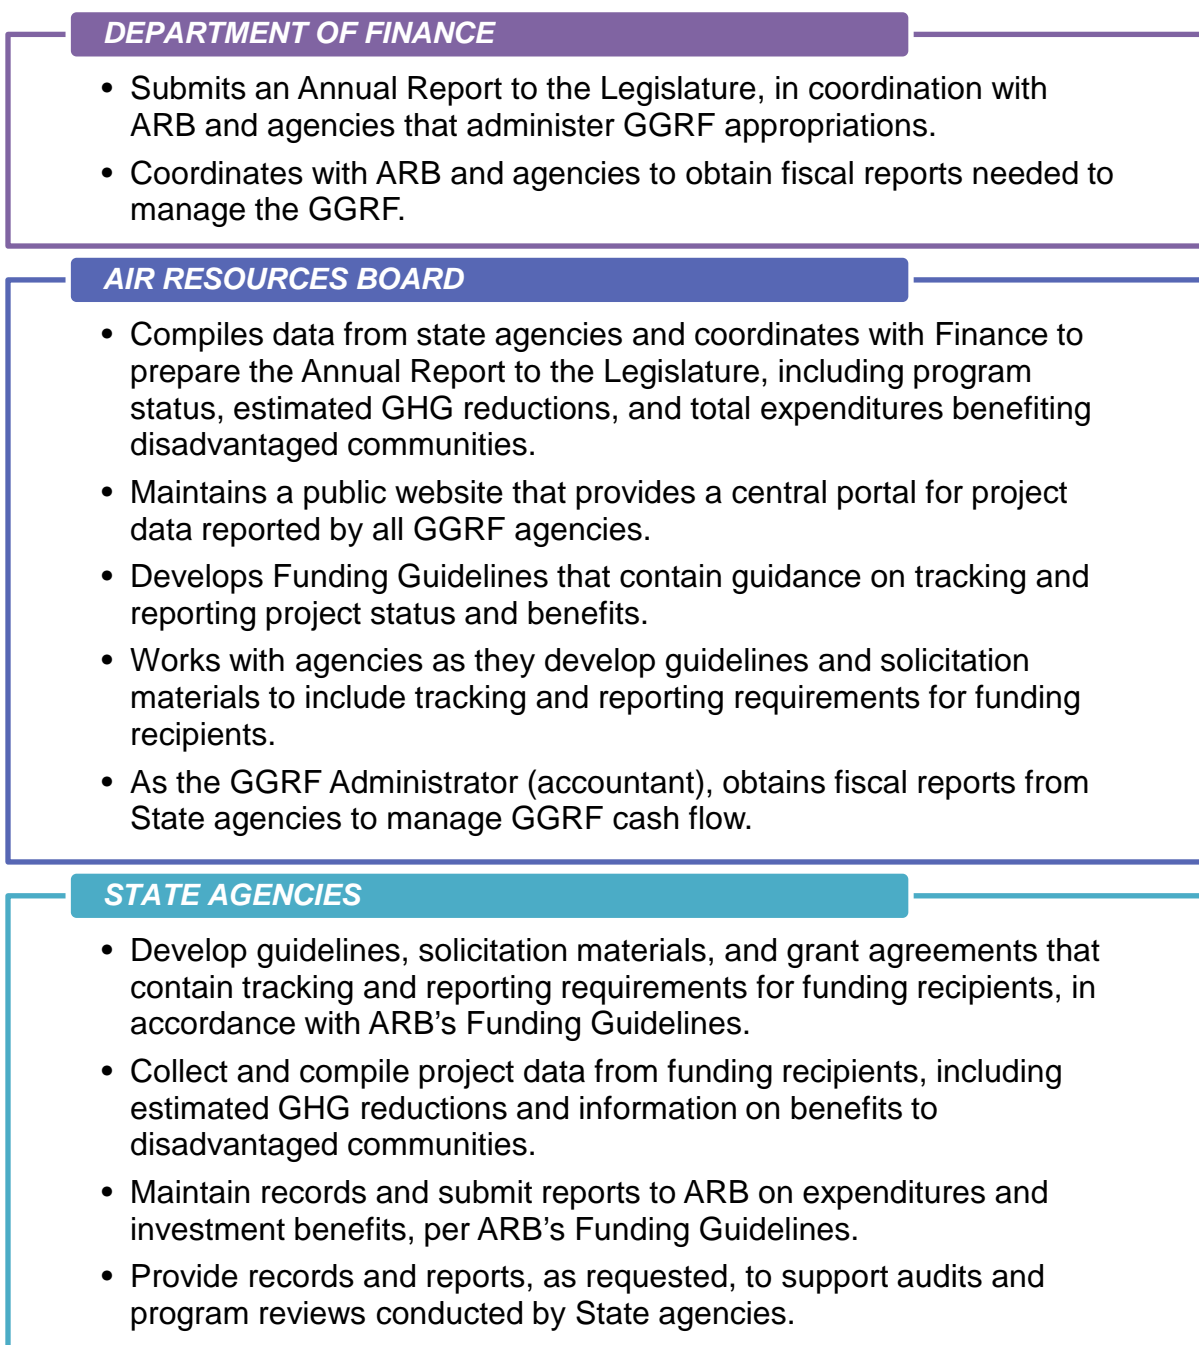 DEPARTMENT OF FINANCE
• Submits an Annual Report to the Legislature, in coordination with
ARB and agencies that administer GGRF appropriations.
• Coordinates with ARB and agencies to obtain fiscal reports needed to
manage the GGRF.
AIR RESOURCES BOARD
• Compiles data from state agencies and coordinates with Finance to
prepare the Annual Report to the Legislature, including program
status, estimated GHG reductions, and total expenditures benefiting
disadvantaged communities.
• Maintains a public website that provides a central portal for project
data reported by all GGRF agencies.
• Develops Funding Guidelines that contain guidance on tracking and
reporting project status and benefits.
• Works with agencies as they develop guidelines and solicitation
materials to include tracking and reporting requirements for funding
recipients.
• As the GGRF Administrator (accountant), obtains fiscal reports from
State agencies to manage GGRF cash flow.
STATE AGENCIES
• Develop guidelines, solicitation materials, and grant agreements that
contain tracking and reporting requirements for funding recipients, in
accordance with ARB's Funding Guidelines.
• Collect and compile project data from funding recipients, including
estimated GHG reductions and information on benefits to
disadvantaged communities.
• Maintain records and submit reports to ARB on expenditures and
investment benefits, per ARB's Funding Guidelines.
• Provide records and reports, as requested, to support audits and
program reviews conducted by State agencies.